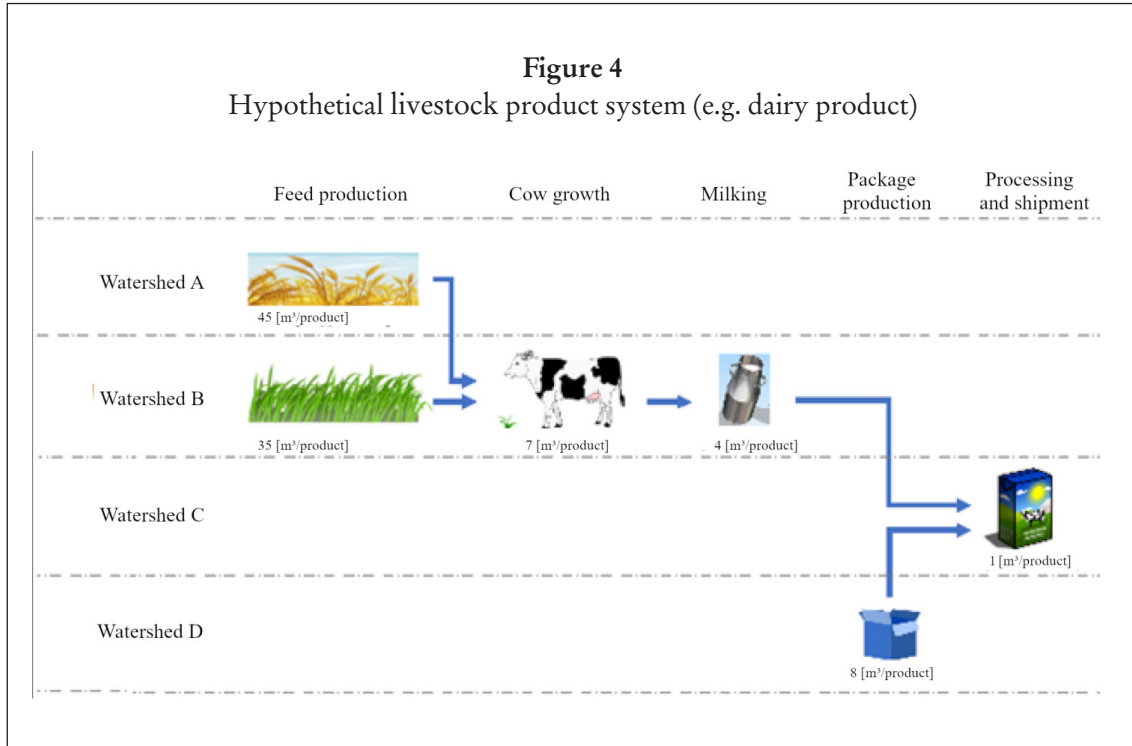 Figure 4
Hypothetical livestock product system (e.g. dairy product)
Feed production
Cow growth
Milking
Package
production
Processing
and shipment
Watershed A
45 [m³/product]
Watershed B
35 [m³/product]
7 [m³/product]
4 [m³/product]
Watershed C
1 [m³/product]
Watershed D
8 [m³/product]